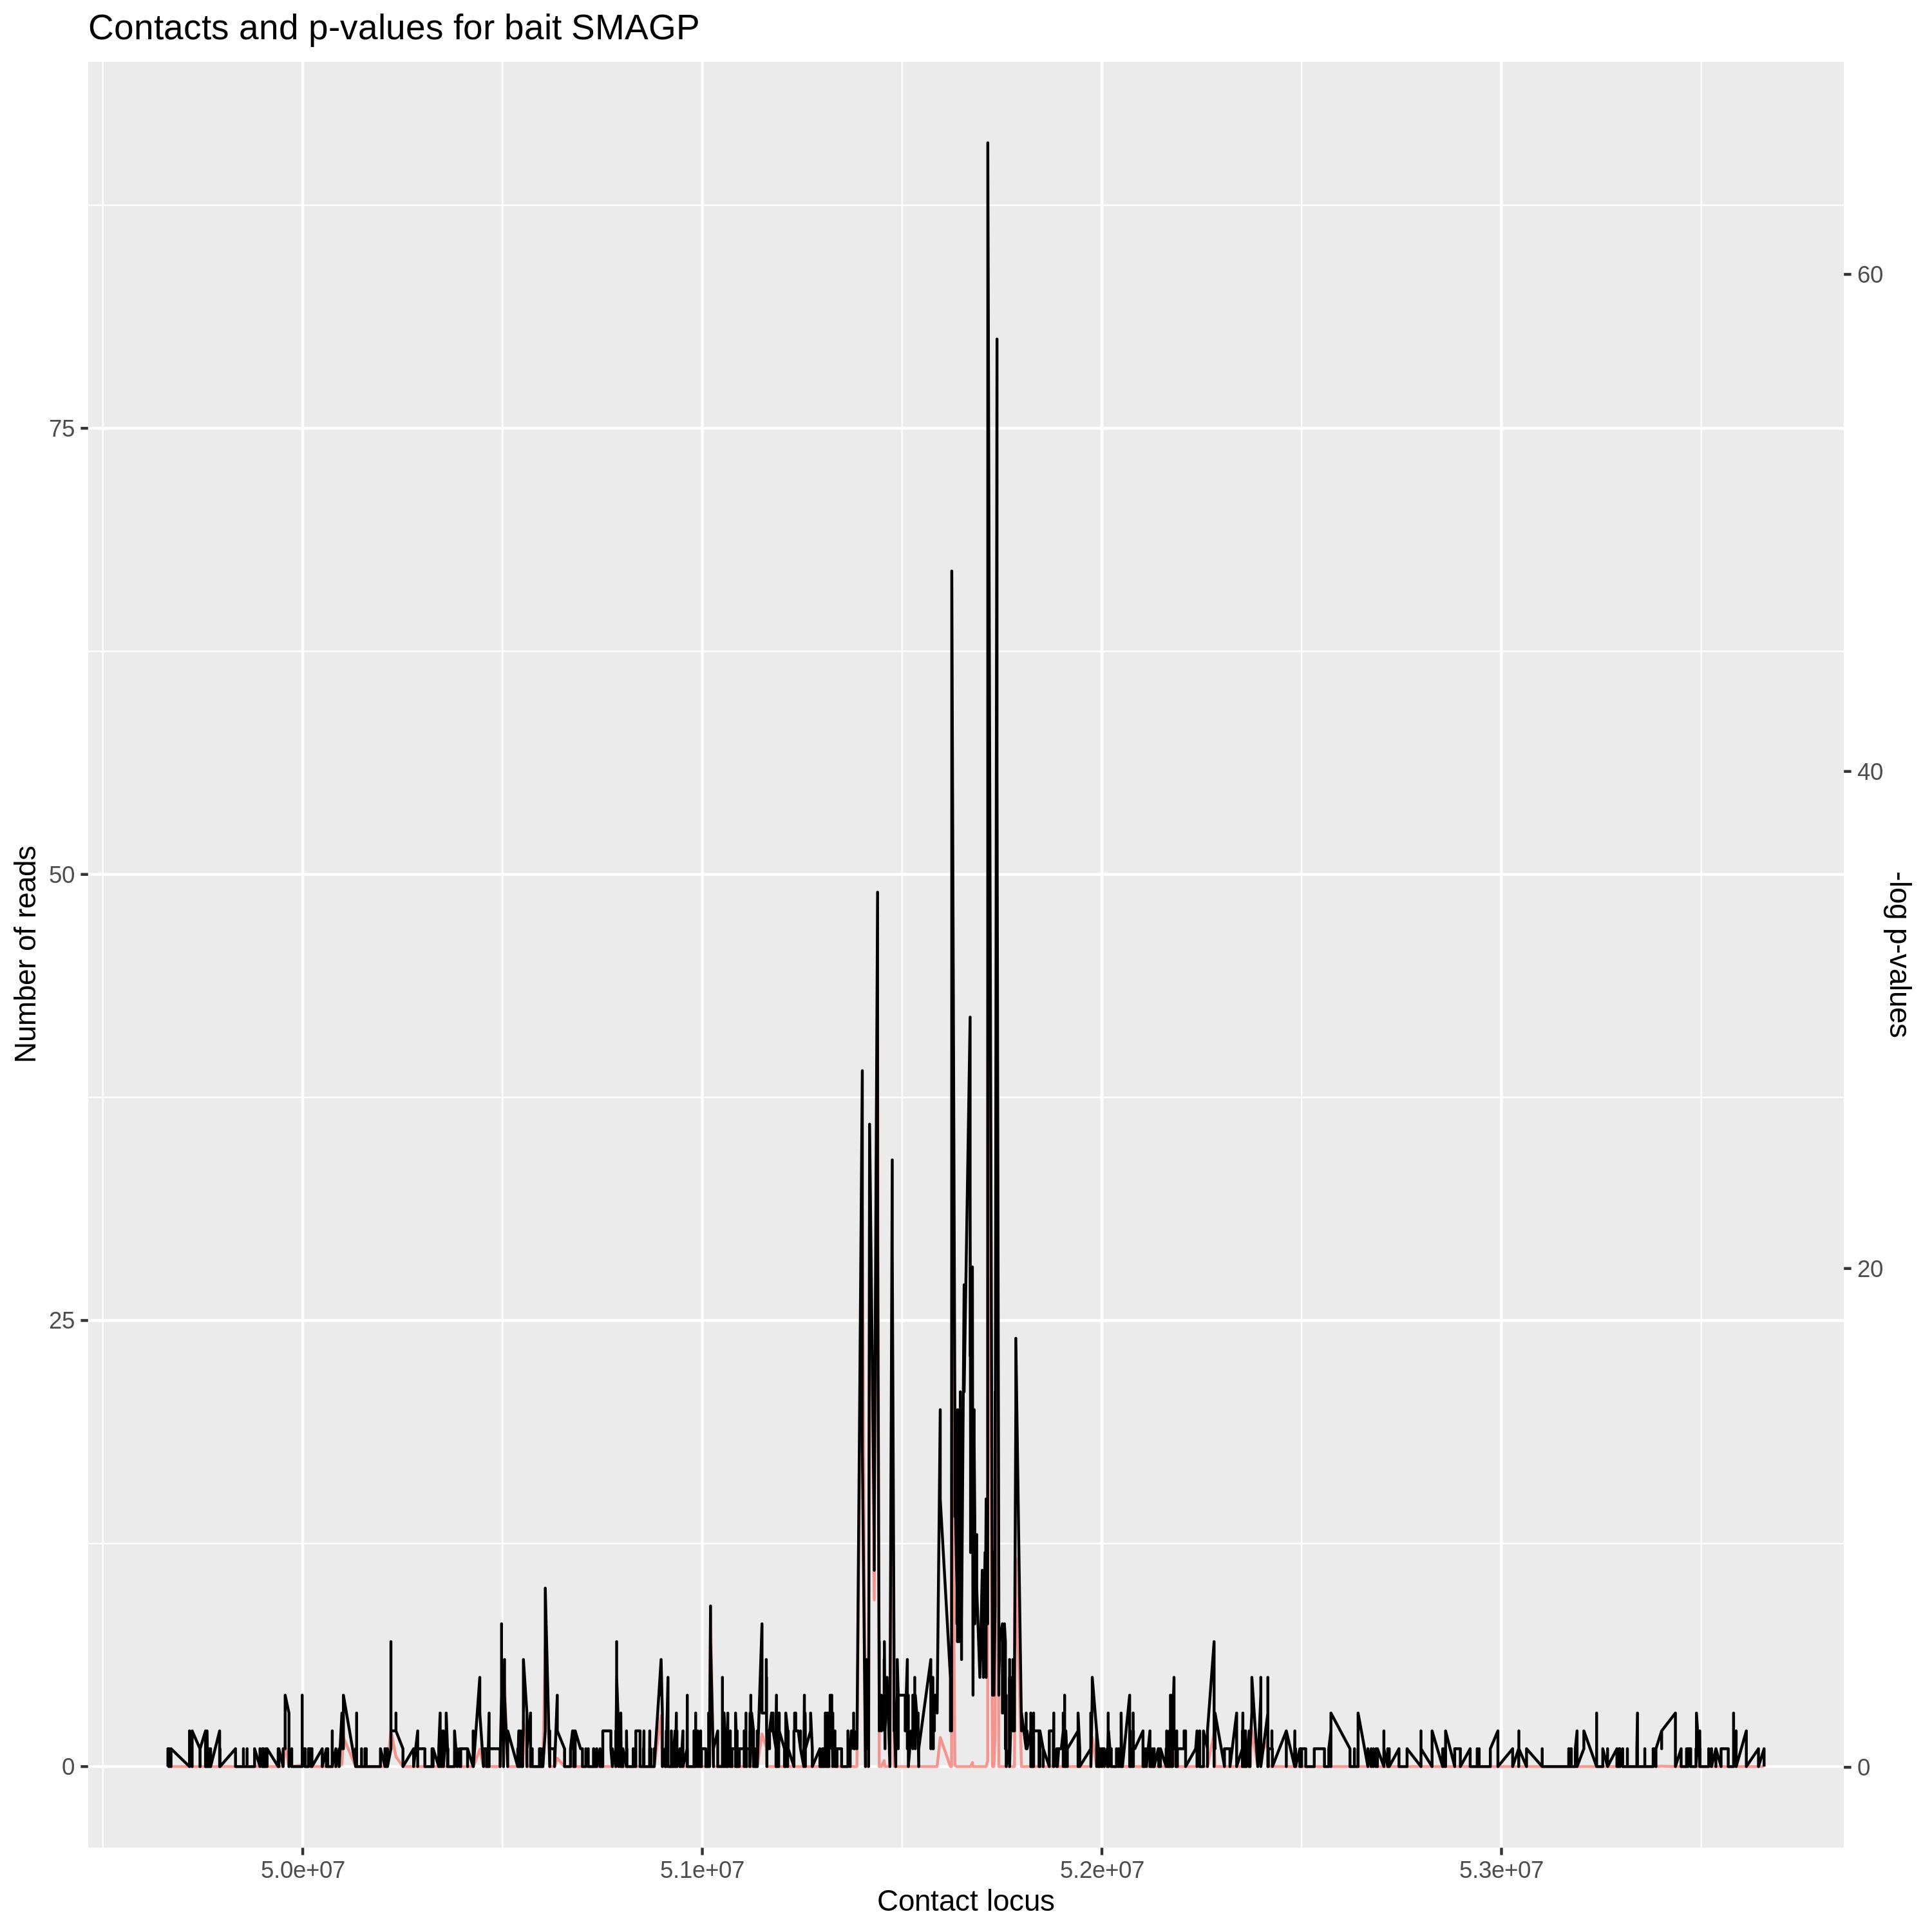 Contacts and p-values for bait SMAGP
75
50
25
0
Number of reads
60
40
20
0
-log p-values
5.0e+07
5.1e+07
5.2e+07
5.3e+07
Contact locus